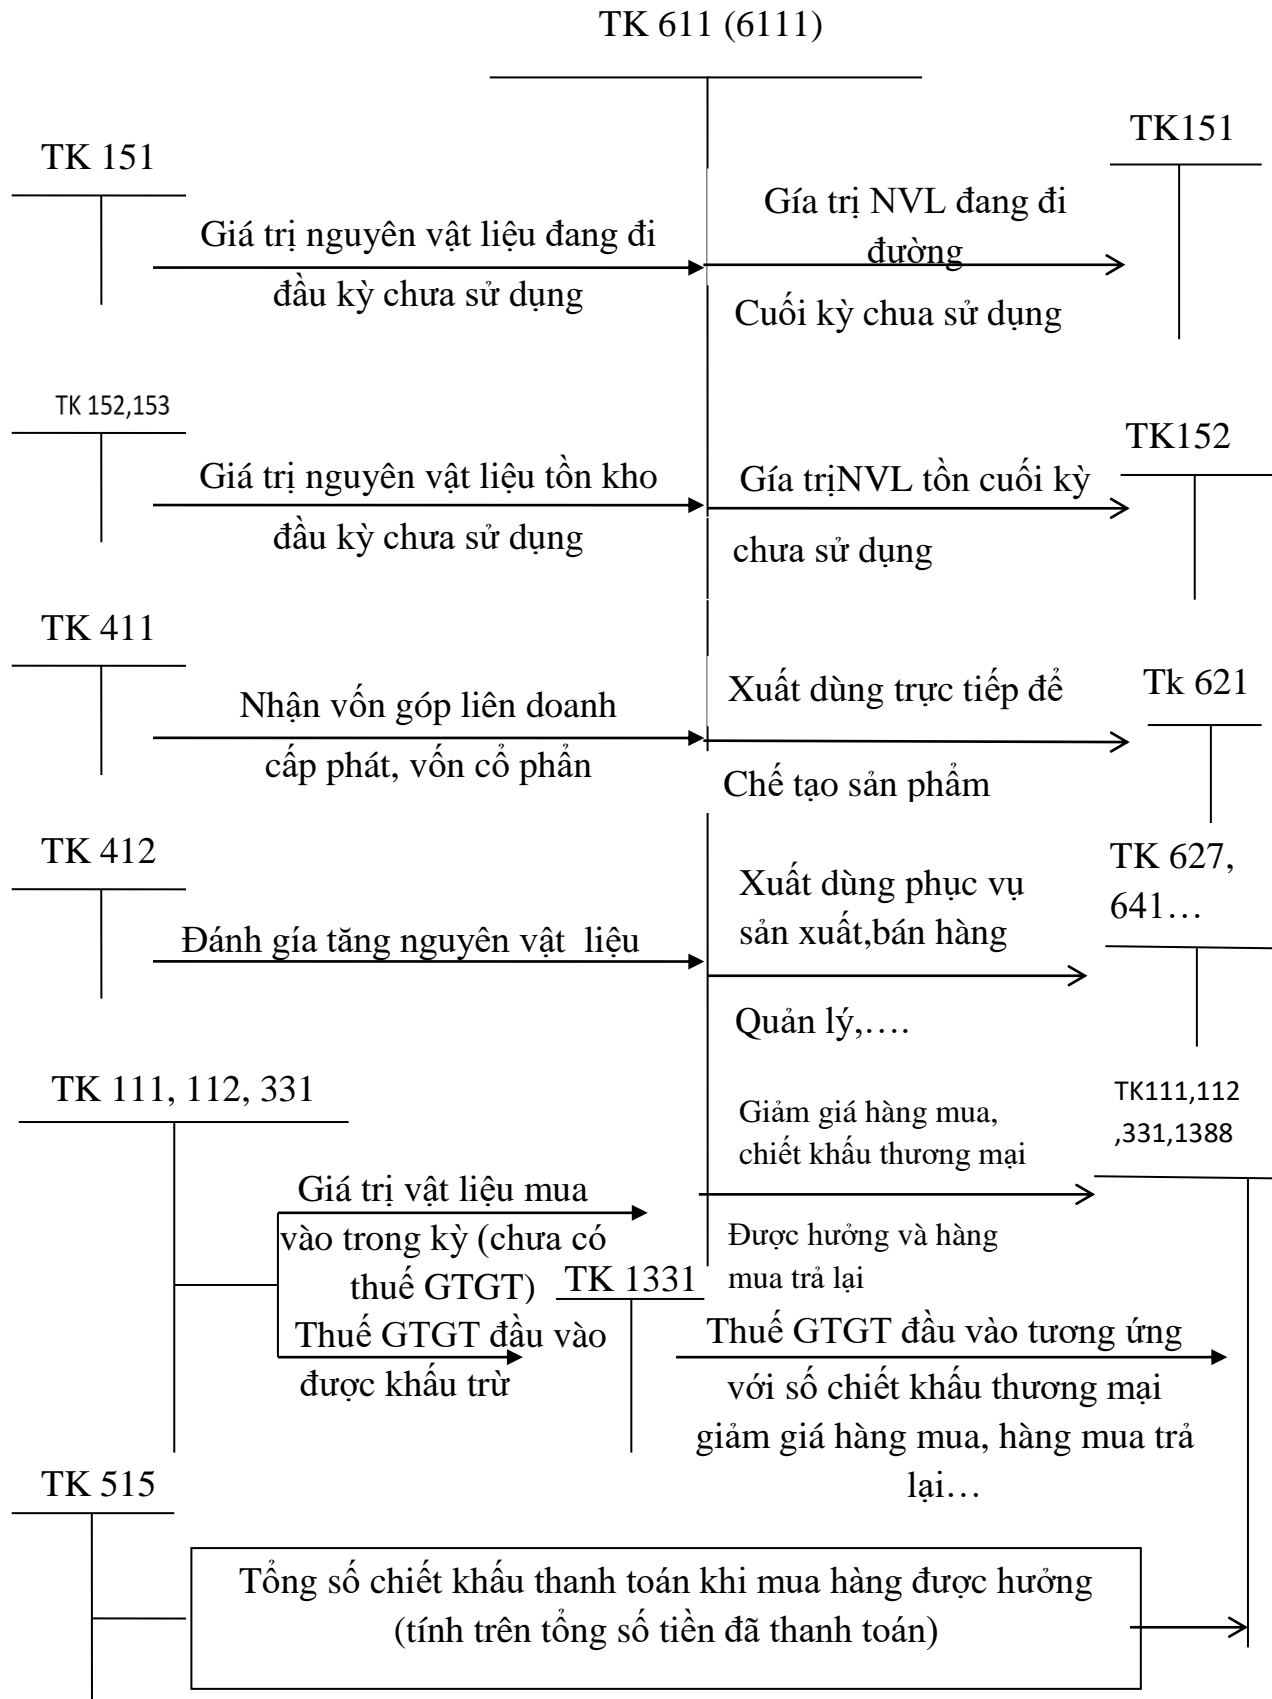 TK 611 (6111)
TK 151
Giá trị nguyên vật liệu đang đi
đầu kỳ chưa sử dụng
TK151
Gía trị NVL đang đi
đường
Cuối kỳ chua sử dụng
TK 152,153
Giá trị nguyên vật liệu tồn kho
đầu kỳ chưa sử dụng
TK152
Gía trịNVL tồn cuối kỳ
chưa sử dụng
TK 411
Nhận vốn góp liên doanh
cấp phát, vốn cổ phẩn
Tk 621
Xuất dùng trực tiếp để
Chế tạo sản phẩm
TK 412
Đánh gía tăng nguyên vật liệu
TK 627,
641…
Xuất dùng phục vụ
sản xuất,bán hàng
Quản lý,….
TK 111, 112, 331
Giá trị vật liệu mua
vào trong kỳ (chưa có
thuế GTGT)
Thuế GTGT đầu vào
được khấu trừ
TK111,112
,331,1388
Giảm giá hàng mua,
chiết khấu thương mại
Được hưởng và hàng
mua trả lại
TK 1331
Thuế GTGT đầu vào tương ứng
với số chiết khấu thương mại
giảm giá hàng mua, hàng mua trả
lại…
TK 515
Tổng số chiết khấu thanh toán khi mua hàng được hưởng
(tính trên tổng số tiền đã thanh toán)